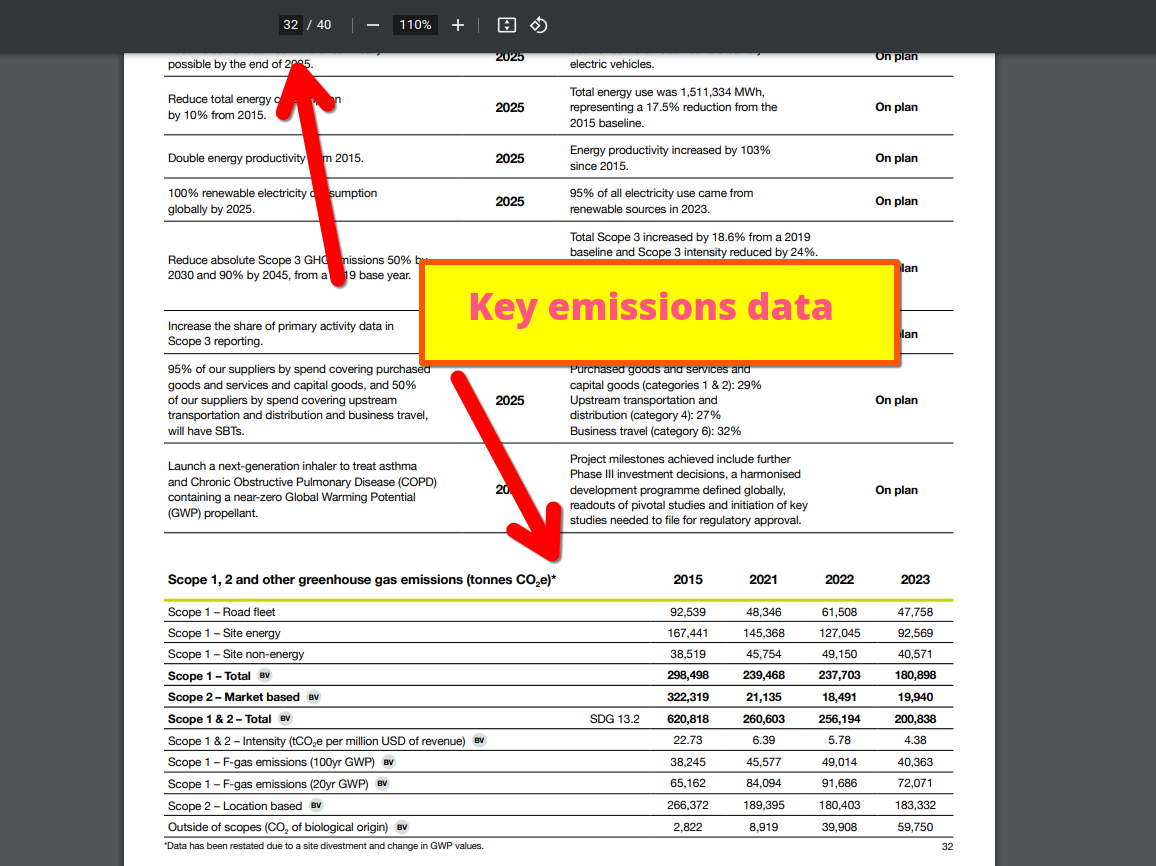 32 / 40 110%
possible by the end of 2025. 2025 electric vehicles. On plan
Reduce total energy
by 10% from 2015.
2025
Total energy use was 1,511,334 MWh,
representing a 17.5% reduction from the
2015 baseline.
On plan
Double energy productivity from 2015.
2025
Energy productivity increased by 103%
since 2015.
On plan
100% renewable electricity consumption
globally by 2025.
2025
95% of all electricity use came from
renewable sources in 2023.
On plan
Reduce absolute Scope 3 GHG emissions 50% by
2030 and 90% by 2045, from a 2019 base year.
Total Scope 3 increased by 18.6% from a 2019
baseline and Scope 3 intensity reduced by 24%.
plan
Key emissions data
Increase the share of primary activity data in
Scope 3 reporting.
plan
95% of our suppliers by spend covering purchased
goods and services and capital goods, and 50%
of our suppliers by spend covering upstream
transportation and distribution and business travel,
will have SBTs.
2025
Purchased goods and services and
capital goods (categories 1 & 2): 29%
Upstream transportation and
distribution (category 4): 27%
Business travel (category 6): 32%
On plan
Launch a next-generation inhaler to treat asthma
and Chronic Obstructive Pulmonary Disease (COPD)
containing a near-zero Global Warming Potential
(GWP) propellant.
Project milestones achieved include further
Phase III investment decisions, a harmonised
development programme defined globally,
readouts of pivotal studies and initiation of key
studies needed to file for regulatory approval.
On plan
Scope 1, 2 and other greenhouse gas emissions (tonnes CO₂e)* 2015 2021 2022 2023
Scope 1 – Road fleet 92,539 48,346 61,508 47,758
Scope 1 – Site energy 167,441 145,368 127,045 92,569
Scope 1 – Site non-energy 38,519 45,754 49,150 40,571
Scope 1 – Total BV 298,498 239,468 237,703 180,898
Scope 2 – Market based BV 322,319 21,135 18,491 19,940
Scope 1 & 2 – Total BV SDG 13.2 620,818 260,603 256,194 200,838
Scope 1 & 2 – Intensity (tCO₂e per million USD of revenue) BV 22.73 6.39 5.78 4.38
Scope 1 – F-gas emissions (100yr GWP) BV 38,245 45,577 49,014 40,363
Scope 1 – F-gas emissions (20yr GWP) BV 65,162 84,094 91,686 72,071
Scope 2 – Location based BV 266,372 189,395 180,403 183,332
Outside of scopes (CO₂ of biological origin) BV 2,822 8,919 39,908 59,750
*Data has been restated due to a site divestment and change in GWP values. 32